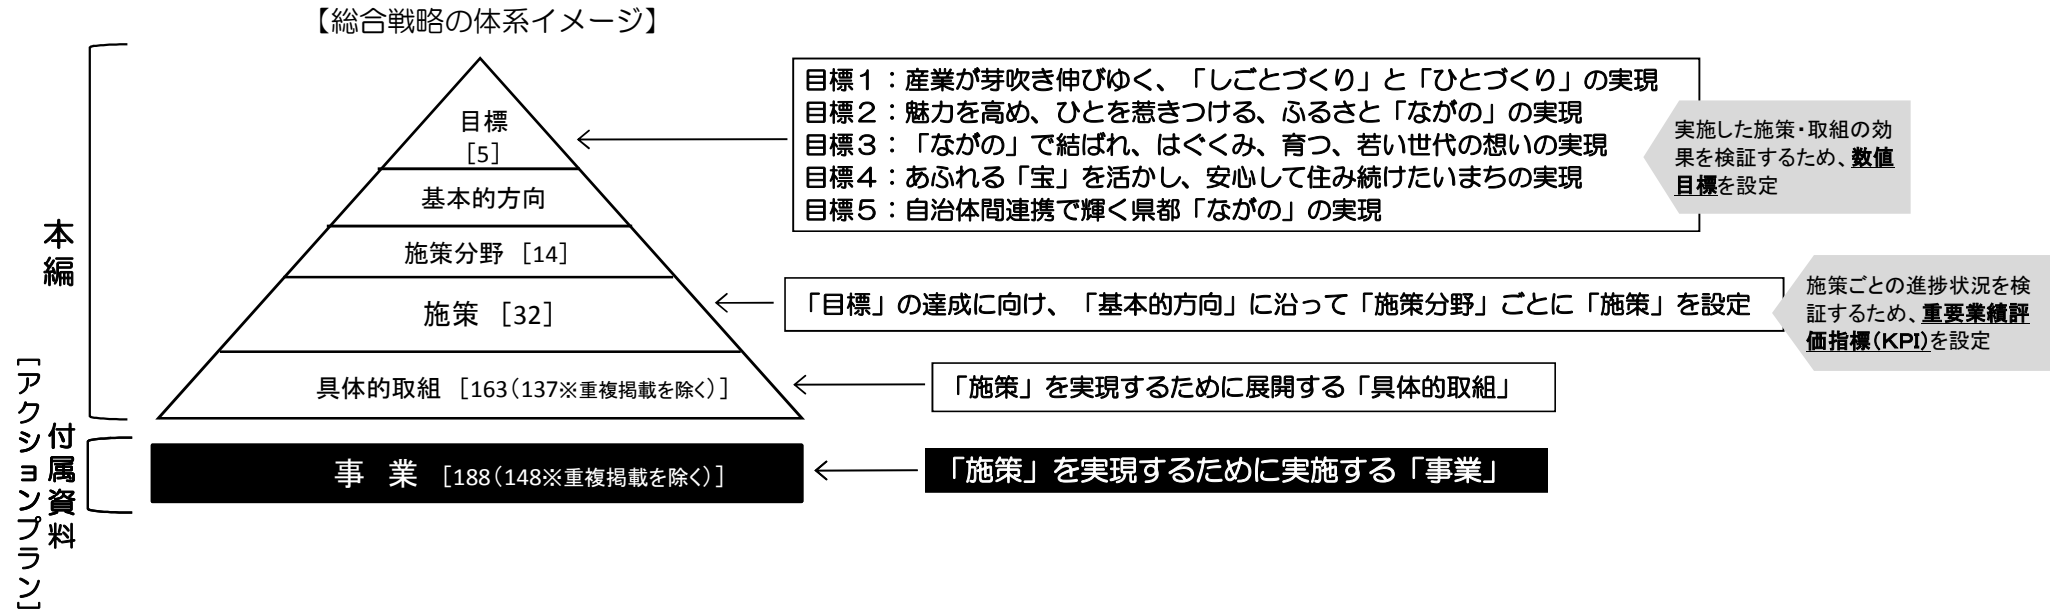 【総合戦略の体系イメージ】
本編
目標
[5]
基本的方向
施策分野 [14]
施策 [32]
具体的取組 [163(137※重複掲載を除く)]
目標１：産業が芽吹き伸びゆく、「しごとづくり」と「ひとづくり」の実現
目標２：魅力を高め、ひとを惹きつける、ふるさと「ながの」の実現
目標３：「ながの」で結ばれ、はぐくみ、育つ、若い世代の想いの実現
目標４：あふれる「宝」を活かし、安心して住み続けたいまちの実現
目標５：自治体間連携で輝く県都「ながの」の実現
実施した施策・取組の効
果を検証するため、数値
目標を設定
「目標」の達成に向け、「基本的方向」に沿って「施策分野」ごとに「施策」を設定
施策ごとの進捗状況を検
証するため、重要業績評
価指標(KPI)を設定
「施策」を実現するために展開する「具体的取組」
付属資料
[アクションプラン]
事 業 [188(148※重複掲載を除く)]
「施策」を実現するために実施する「事業」